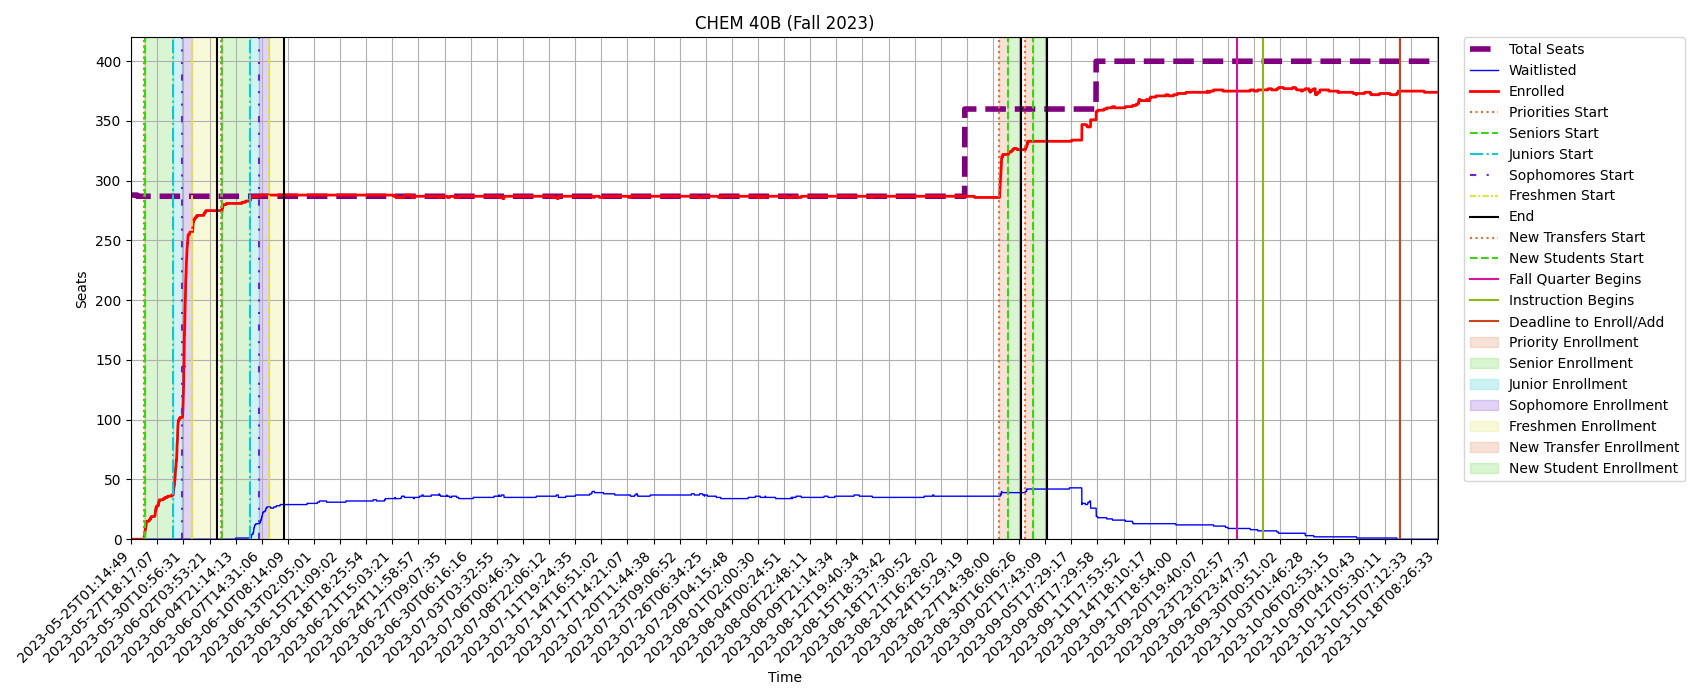 CHEM 40B (Fall 2023)
Seats
400
350
300
250
200
150
100
50
0
2023-05-25T01:14:49
2023-05-27T18:17:07
2023-05-30T10:56:31
2023-06-02T03:53:21
2023-06-04T21:14:13
2023-06-07T14:31:06
2023-06-10T08:14:09
2023-06-13T02:05:01
2023-06-15T21:09:02
2023-06-18T18:25:54
2023-06-21T15:03:21
2023-06-24T11:58:57
2023-06-27T09:07:35
2023-06-30T06:16:16
2023-07-03T03:32:55
2023-07-06T00:46:31
2023-07-08T22:06:12
2023-07-11T19:24:35
2023-07-14T16:51:02
2023-07-17T14:21:07
2023-07-20T11:44:38
2023-07-23T09:06:52
2023-07-26T06:34:25
2023-07-29T04:15:48
2023-08-01T02:00:30
2023-08-04T00:24:51
2023-08-06T22:48:11
2023-08-09T21:14:34
2023-08-12T19:40:34
2023-08-15T18:33:42
2023-08-18T17:30:52
2023-08-21T16:28:02
2023-08-24T15:29:19
2023-08-27T14:38:00
2023-08-30T16:06:26
2023-09-02T17:43:09
2023-09-05T17:29:17
2023-09-08T17:29:58
2023-09-11T17:53:52
2023-09-14T18:10:17
2023-09-17T18:54:00
2023-09-20T19:40:07
2023-09-23T23:02:57
2023-09-26T23:47:37
2023-09-30T00:51:02
2023-10-03T01:46:28
2023-10-06T02:53:15
2023-10-09T04:10:43
2023-10-12T05:30:11
2023-10-15T07:12:33
2023-10-18T08:26:33
Time
Total Seats
Waitlisted
Enrolled
Priorities Start
Seniors Start
Juniors Start
Sophomores Start
Freshmen Start
End
New Transfers Start
New Students Start
Fall Quarter Begins
Instruction Begins
Deadline to Enroll/Add
Priority Enrollment
Senior Enrollment
Junior Enrollment
Sophomore Enrollment
Freshmen Enrollment
New Transfer Enrollment
New Student Enrollment